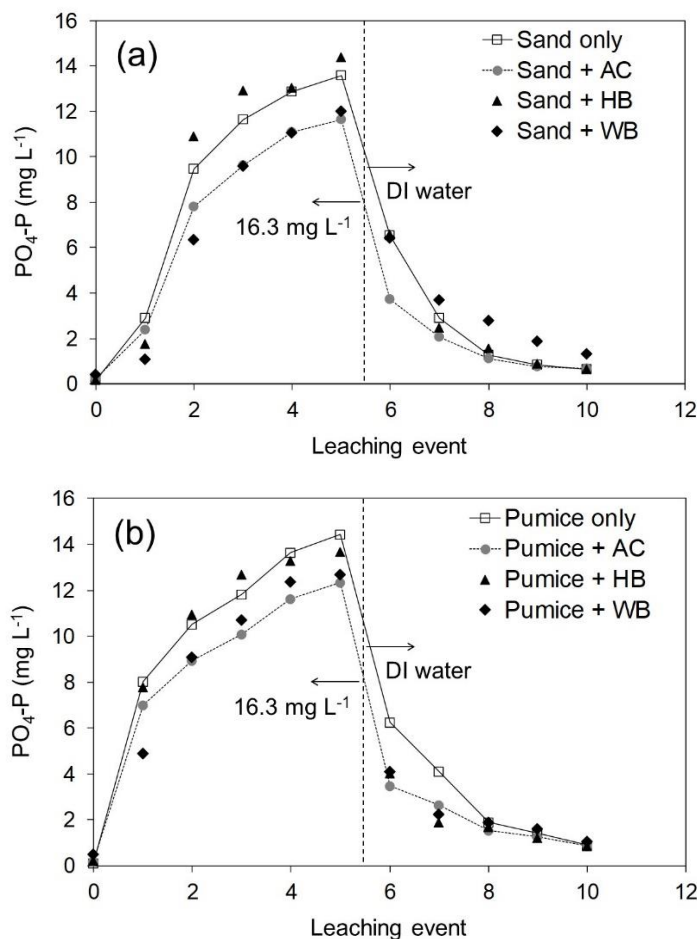 16
(a)
Sand only
14
Sand + AC
12
Sand + HB
10
Sand + WB
PO₄-P (mg L⁻¹)
8
DI water
6
16.3 mg L⁻¹
4
2
0
0 2 4 6 8 10 12
Leaching event
16
(b)
Pumice only
14
Pumice + AC
12
Pumice + HB
10
Pumice + WB
PO₄-P (mg L⁻¹)
8
DI water
6
16.3 mg L⁻¹
4
2
0
0 2 4 6 8 10 12
Leaching event